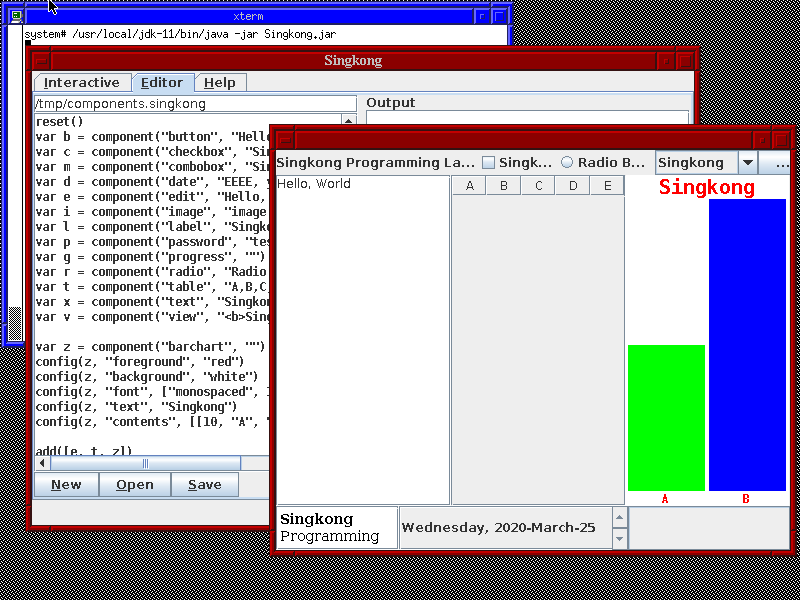 xterm
system# /usr/local/jdk-11/bin/java -jar Singkong.jar
Singkong
Interactive Editor Help
/tmp/components.singkong
Output
reset()
var b = component("button", "Hello
var c = component("checkbox", "Sin
var m = component("combobox", "Sin
var d = component("date", "EEEE, y
var e = component("edit", "Hello,
var i = component("image", "image
var l = component("label", "Singko
var p = component("password", "tes
var g = component("progress", "")
var r = component("radio", "Radio
var t = component("table", "A,B,C,
var x = component("text", "Singkon
var v = component("view", "<b>Sing
var z = component("barchart", "")
config(z, "foreground", "red")
config(z, "background", "white")
config(z, "font", ["monospaced",
config(z, "text", "Singkong")
config(z, "contents", [[10, "A", "
add([e, t, z])
New Open Save
Singkong Programming La... Singk... Radio B... Singkong ...
Hello, World
A B C D E
Singkong
A B
Singkong
Programming
Wednesday, 2020-March-25